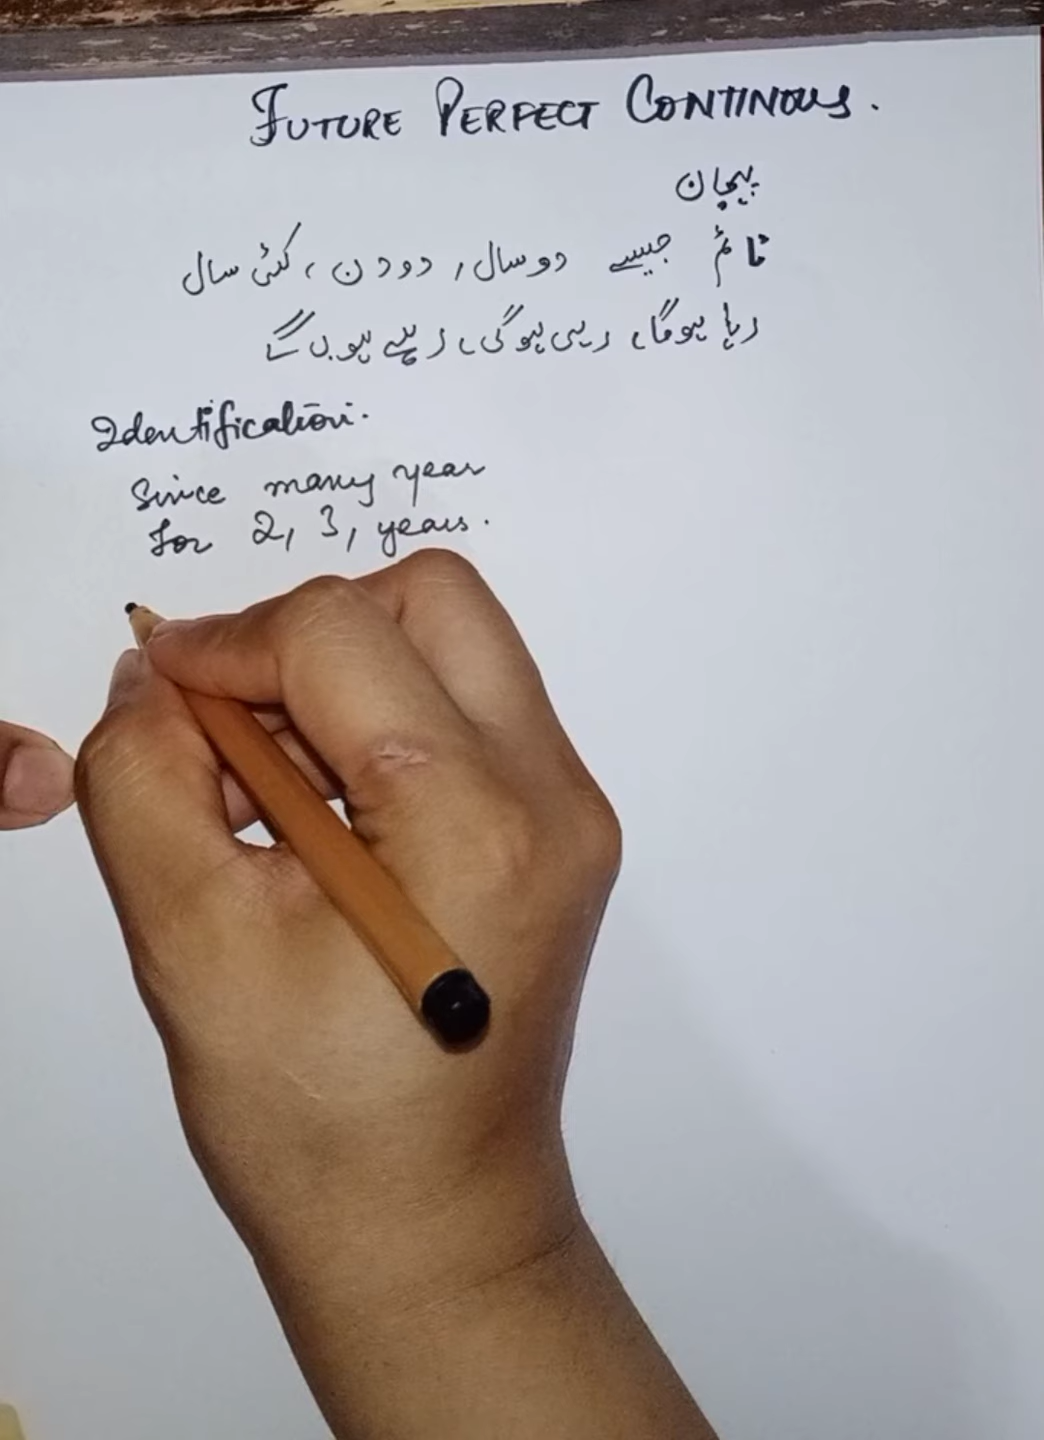 FUTURE PERFECT CONTINOUS.
پہچان
ٹائم جیسے دو سال، دو دن، کئی سال
رہا ہوگا، رہی ہوگی، رہے ہوں گے
Identification.
Since many year
for 2, 3, years.